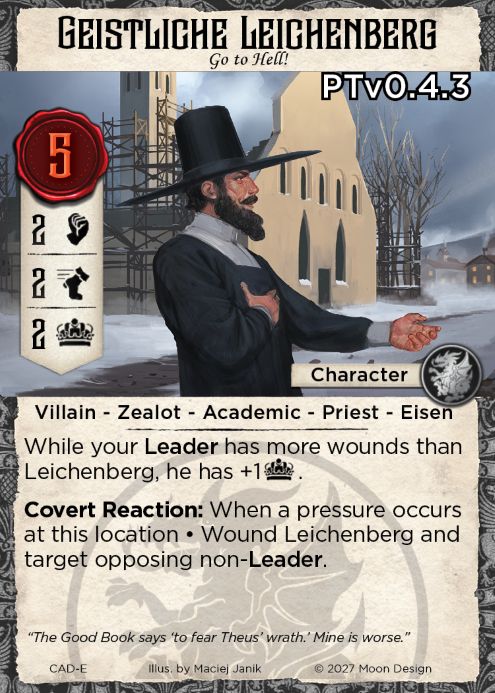 Geistliche Leichenberg
Go to Hell!
PTv0.4.3
5
2
2
2
Character
Villain - Zealot - Academic - Priest - Eisen
While your Leader has more wounds than
Leichenberg, he has +1.
Covert Reaction: When a pressure occurs
at this location • Wound Leichenberg and
target opposing non-Leader.
“The Good Book says ‘to fear Theus’ wrath.’ Mine is worse.”
CAD-E Illus. by Maciej Janik © 2027 Moon Design